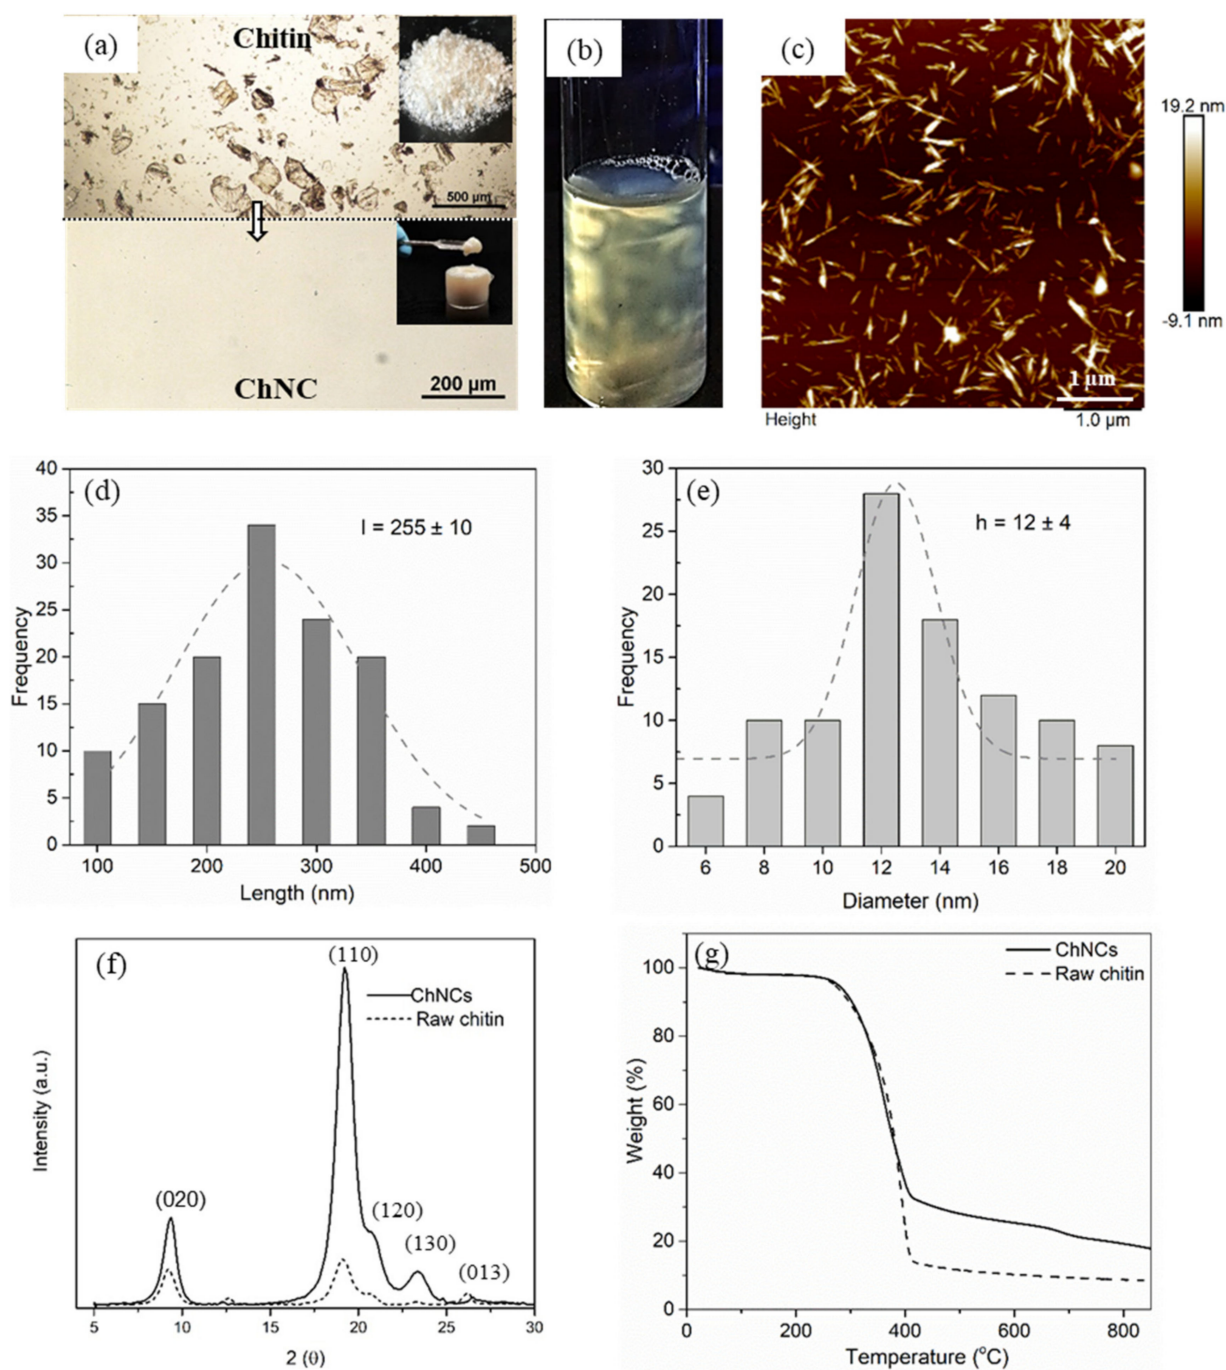 (a)
Chitin
500 µm
ChNC
200 µm
(b)
(c)
19.2 nm
-9.1 nm
1 µm
Height
1.0 µm
(d)
l = 255 ± 10
Frequency
40
35
30
25
20
15
10
5
0
100
200
300
400
500
Length (nm)
(e)
h = 12 ± 4
Frequency
30
25
20
15
10
5
0
6
8
10
12
14
16
18
20
Diameter (nm)
(f)
(110)
ChNCs
Raw chitin
(020)
(120)
(130)
(013)
Intensity (a.u.)
5
10
15
20
25
30
2 (θ)
(g)
ChNCs
Raw chitin
Weight (%)
100
80
60
40
20
0
0
200
400
600
800
Temperature (°C)